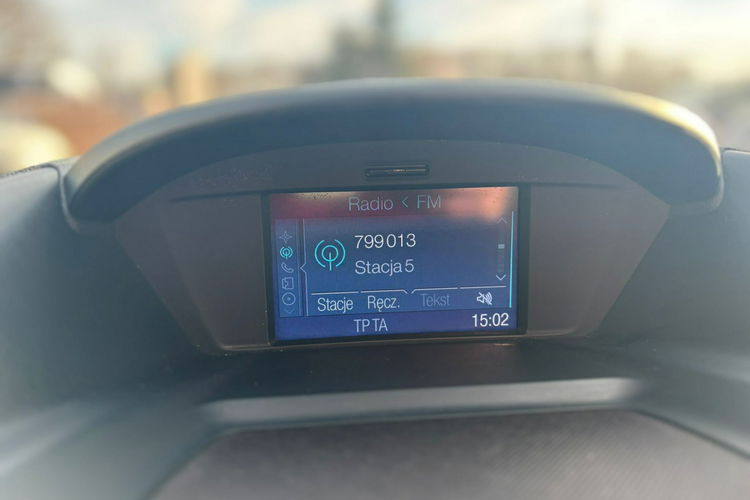 Radio < FM
799013
Stacja 5
Stacje Ręcz. Tekst
TP TA 15:02